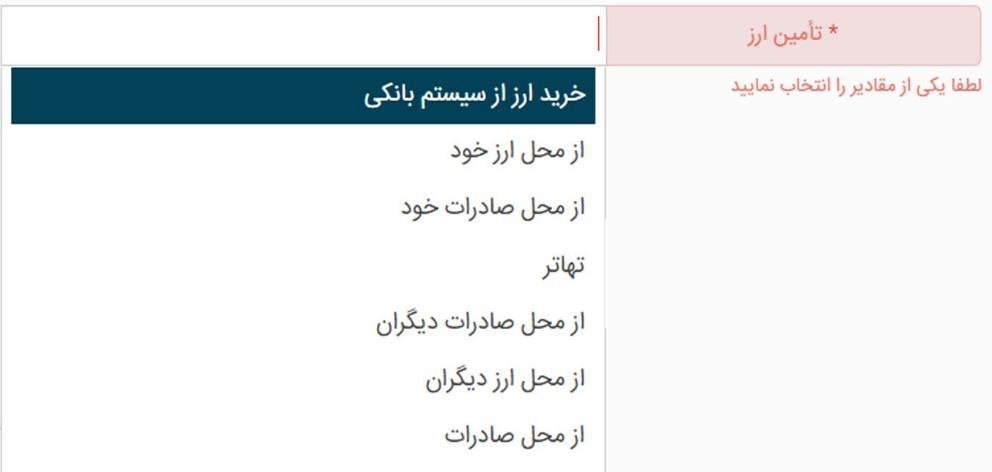 * تأمین ارز
لطفا یکی از مقادیر را انتخاب نمایید
خرید ارز از سیستم بانکی
از محل ارز خود
از محل صادرات خود
تهاتر
از محل صادرات دیگران
از محل ارز دیگران
از محل صادرات